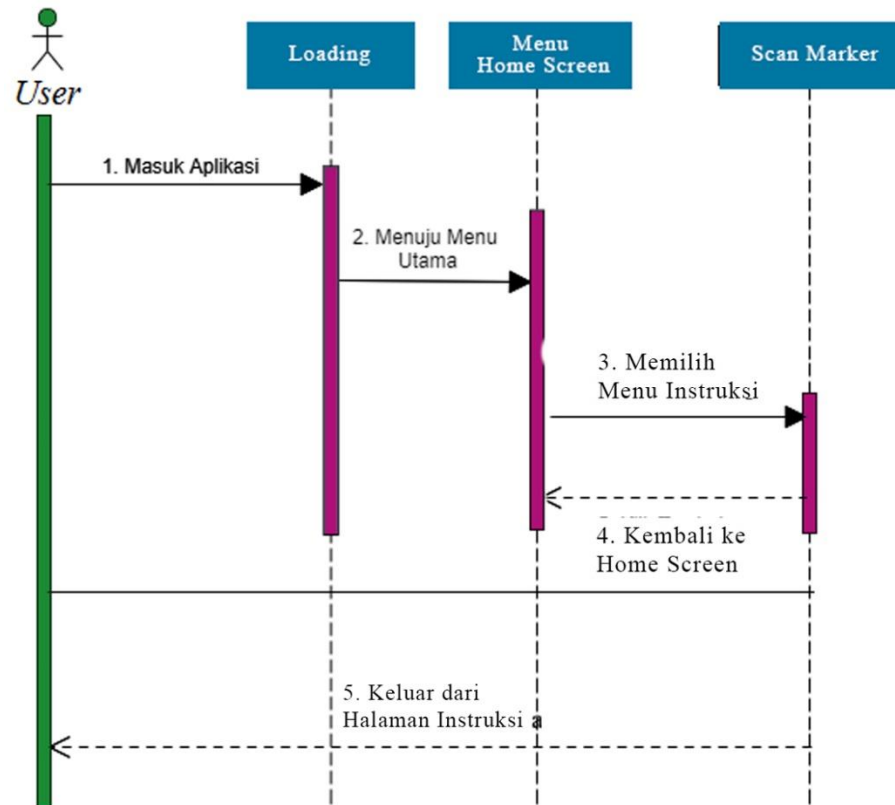 User
Loading
Menu
Home Screen
Scan Marker
1. Masuk Aplikasi
2. Menuju Menu
Utama
3. Memilih
Menu Instruksi
4. Kembali ke
Home Screen
5. Keluar dari
Halaman Instruksi a